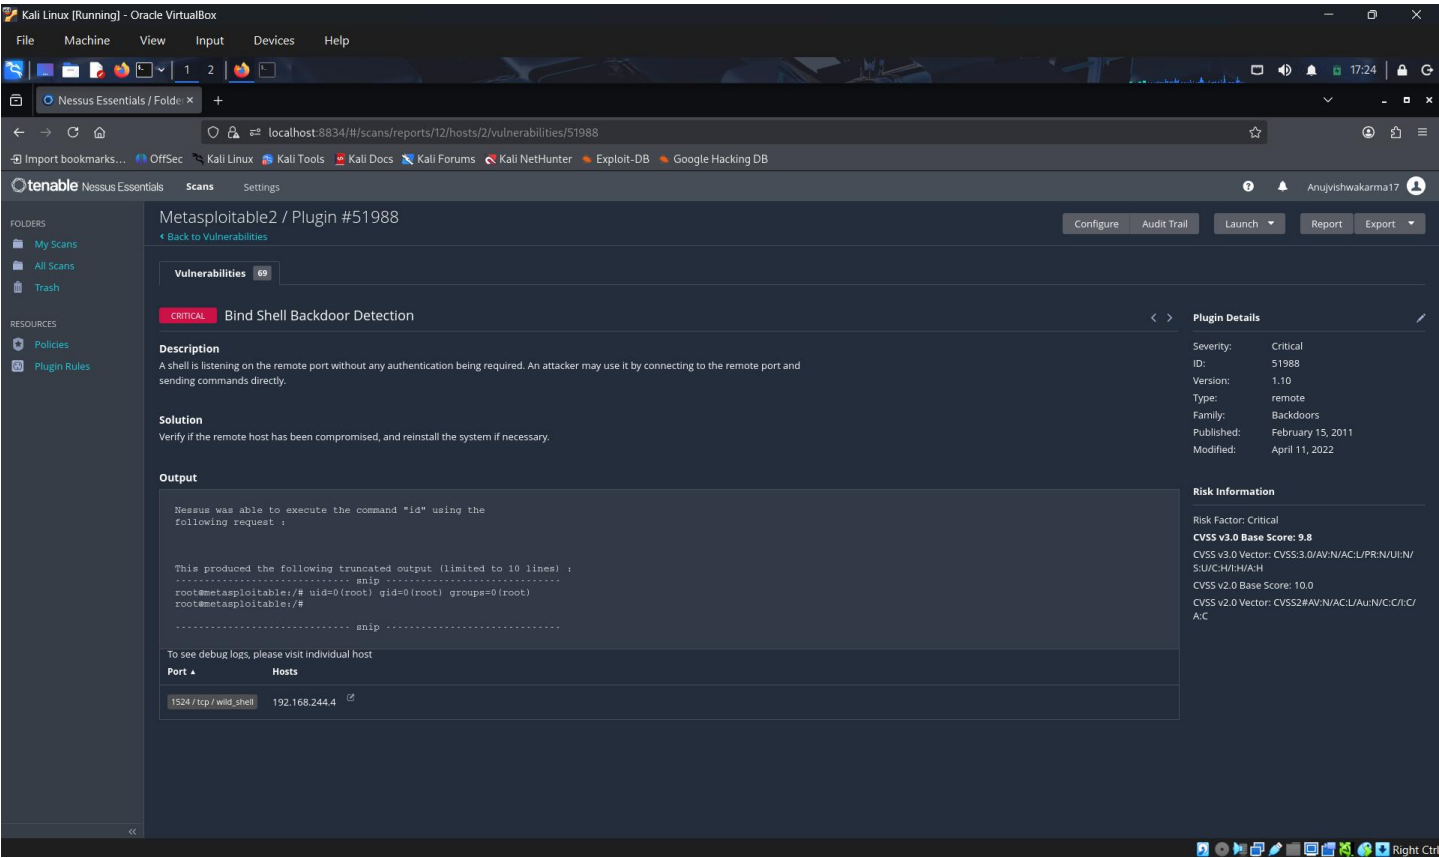 Kali Linux [Running] - Oracle VirtualBox
File Machine View Input Devices Help
1 2 17:24
Nessus Essentials / Folde
localhost:8834/#/scans/reports/12/hosts/2/vulnerabilities/51988
Import bookmarks... OffSec Kali Linux Kali Tools Kali Docs Kali Forums Kali NetHunter Exploit-DB Google Hacking DB
tenable Nessus Essentials Scans Settings Anujvishwakarma17
FOLDERS
My Scans
All Scans
Trash
RESOURCES
Policies
Plugin Rules
Metasploitable2 / Plugin #51988
Back to Vulnerabilities
Configure Audit Trail Launch Report Export
Vulnerabilities 69
CRITICAL Bind Shell Backdoor Detection
Description
A shell is listening on the remote port without any authentication being required. An attacker may use it by connecting to the remote port and
sending commands directly.
Solution
Verify if the remote host has been compromised, and reinstall the system if necessary.
Output
Nessus was able to execute the command "id" using the
following request :
This produced the following truncated output (limited to 10 lines) :
------------------------------ snip ------------------------------
root@metasploitable:/# uid=0(root) gid=0(root) groups=0(root)
root@metasploitable:/#
------------------------------ snip ------------------------------
To see debug logs, please visit individual host
Port Hosts
1524 / tcp / wild_shell 192.168.244.4
Plugin Details
Severity: Critical
ID: 51988
Version: 1.10
Type: remote
Family: Backdoors
Published: February 15, 2011
Modified: April 11, 2022
Risk Information
Risk Factor: Critical
CVSS v3.0 Base Score: 9.8
CVSS v3.0 Vector: CVSS:3.0/AV:N/AC:L/PR:N/UI:N/
S:U/C:H/I:H/A:H
CVSS v2.0 Base Score: 10.0
CVSS v2.0 Vector: CVSS2#AV:N/AC:L/Au:N/C:C/I:C/
A:C
Right Ctrl